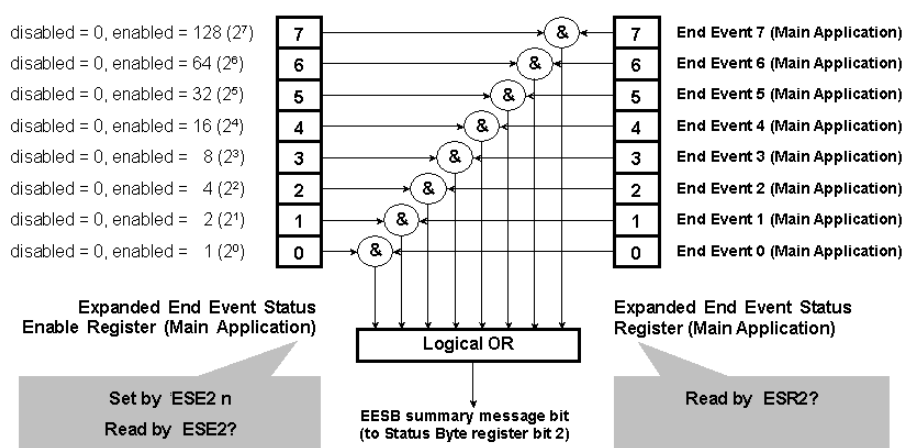 disabled = 0, enabled = 128 (2⁷) 7 & 7 End Event 7 (Main Application)
disabled = 0, enabled = 64 (2⁶) 6 & 6 End Event 6 (Main Application)
disabled = 0, enabled = 32 (2⁵) 5 & 5 End Event 5 (Main Application)
disabled = 0, enabled = 16 (2⁴) 4 & 4 End Event 4 (Main Application)
disabled = 0, enabled = 8 (2³) 3 & 3 End Event 3 (Main Application)
disabled = 0, enabled = 4 (2²) 2 & 2 End Event 2 (Main Application)
disabled = 0, enabled = 2 (2¹) 1 & 1 End Event 1 (Main Application)
disabled = 0, enabled = 1 (2⁰) 0 & 0 End Event 0 (Main Application)
Expanded End Event Status
Enable Register (Main Application)
Expanded End Event Status
Register (Main Application)
Logical OR
Set by ESE2 n
Read by ESE2?
EESB summary message bit
(to Status Byte register bit 2)
Read by ESR2?